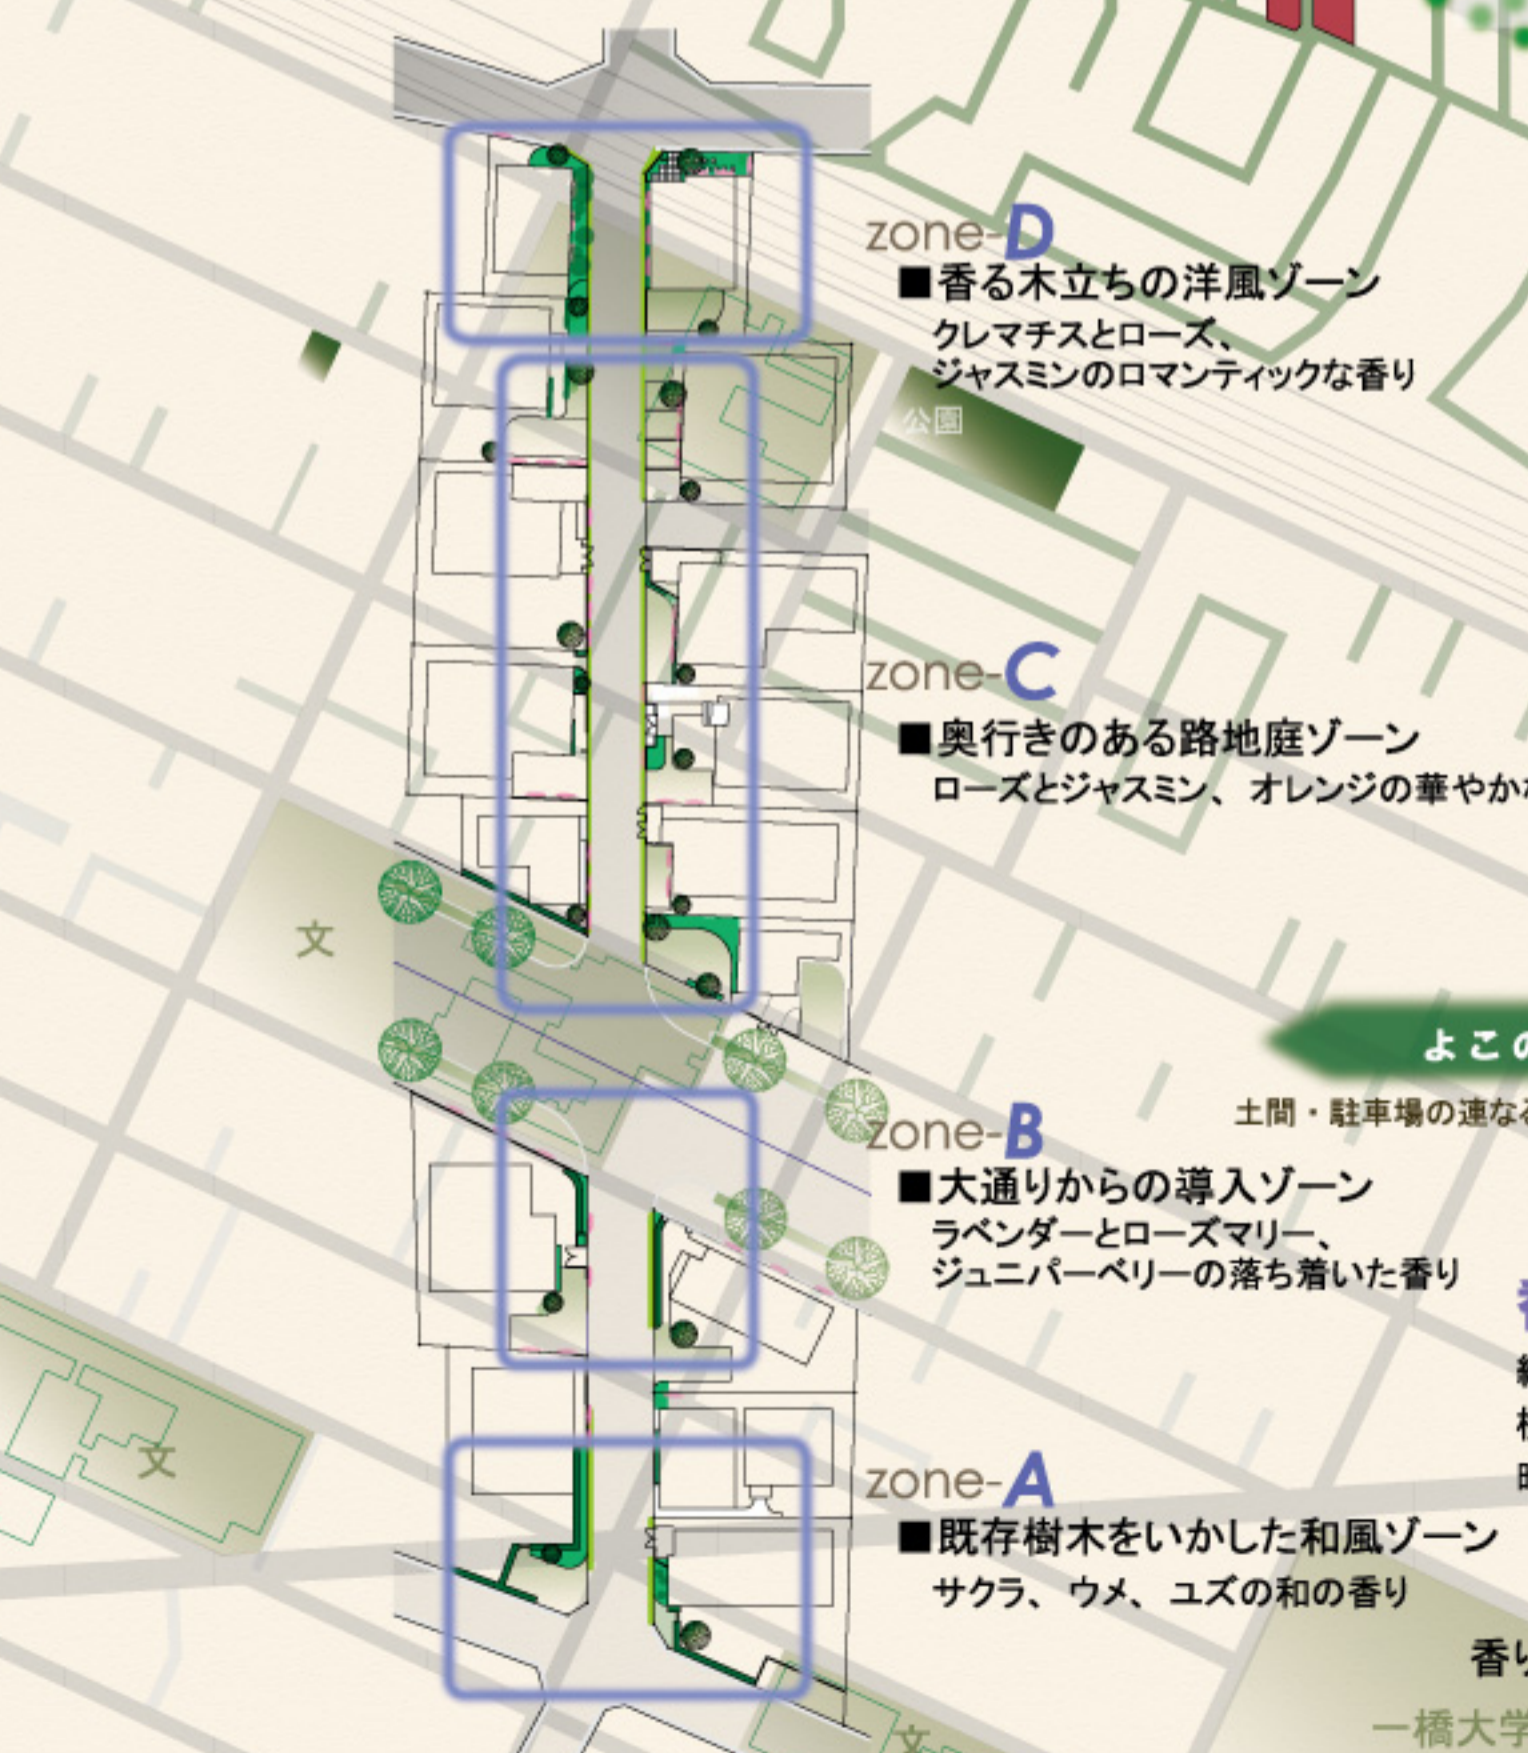 zone-D
■香る木立ちの洋風ゾーン
クレマチスとローズ、
ジャスミンのロマンティックな香り
公園
zone-C
■奥行きのある路地庭ゾーン
ローズとジャスミン、オレンジの華やか
文
よこの
土間・駐車場の連なる
zone-B
■大通りからの導入ゾーン
ラベンダーとローズマリー、
ジュニパーベリーの落ち着いた香り
文
zone-A
■既存樹木をいかした和風ゾーン
サクラ、ウメ、ユズの和の香り
香り
一橋大学
文